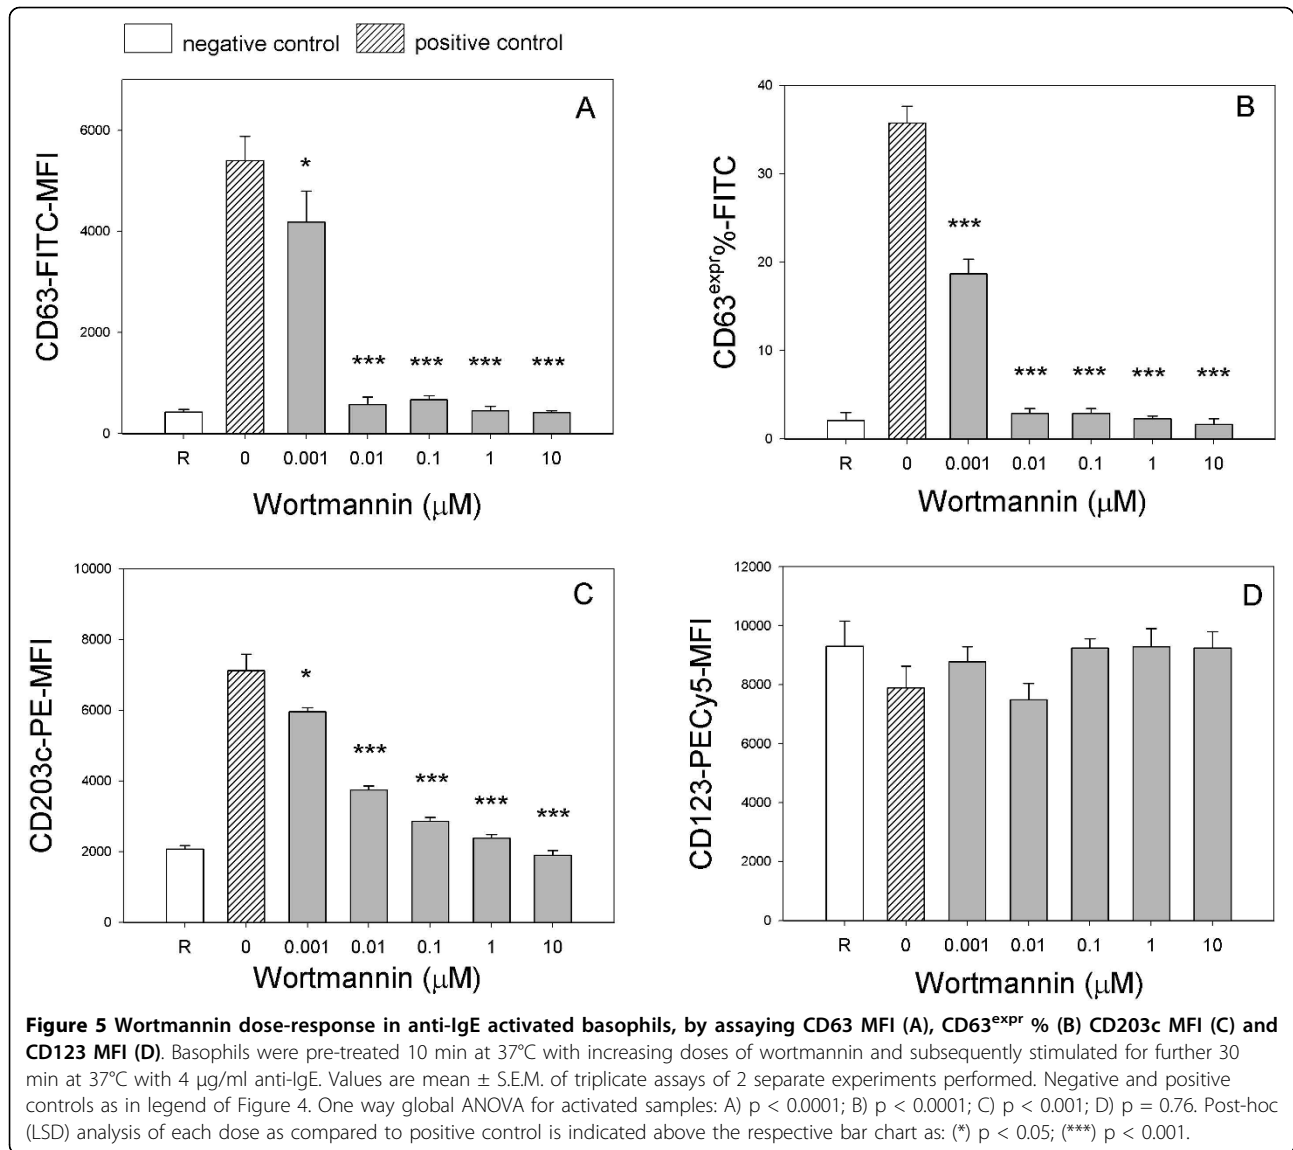 negative control positive control
A
CD63-FITC-MFI
6000
4000
2000
0
*
***
***
***
***
R 0 0.001 0.01 0.1 1 10
Wortmannin (μM)
B
CD63expr%-FITC
40
30
20
10
0
***
***
***
***
***
R 0 0.001 0.01 0.1 1 10
Wortmannin (μM)
C
CD203c-PE-MFI
10000
8000
6000
4000
2000
0
*
***
***
***
***
R 0 0.001 0.01 0.1 1 10
Wortmannin (μM)
D
CD123-PECy5-MFI
12000
10000
8000
6000
4000
2000
0
R 0 0.001 0.01 0.1 1 10
Wortmannin (μM)
Figure 5 Wortmannin dose-response in anti-IgE activated basophils, by assaying CD63 MFI (A), CD63expr % (B) CD203c MFI (C) and
CD123 MFI (D). Basophils were pre-treated 10 min at 37°C with increasing doses of wortmannin and subsequently stimulated for further 30
min at 37°C with 4 μg/ml anti-IgE. Values are mean ± S.E.M. of triplicate assays of 2 separate experiments performed. Negative and positive
controls as in legend of Figure 4. One way global ANOVA for activated samples: A) p < 0.0001; B) p < 0.0001; C) p < 0.001; D) p = 0.76. Post-hoc
(LSD) analysis of each dose as compared to positive control is indicated above the respective bar chart as: (*) p < 0.05; (***) p < 0.001.